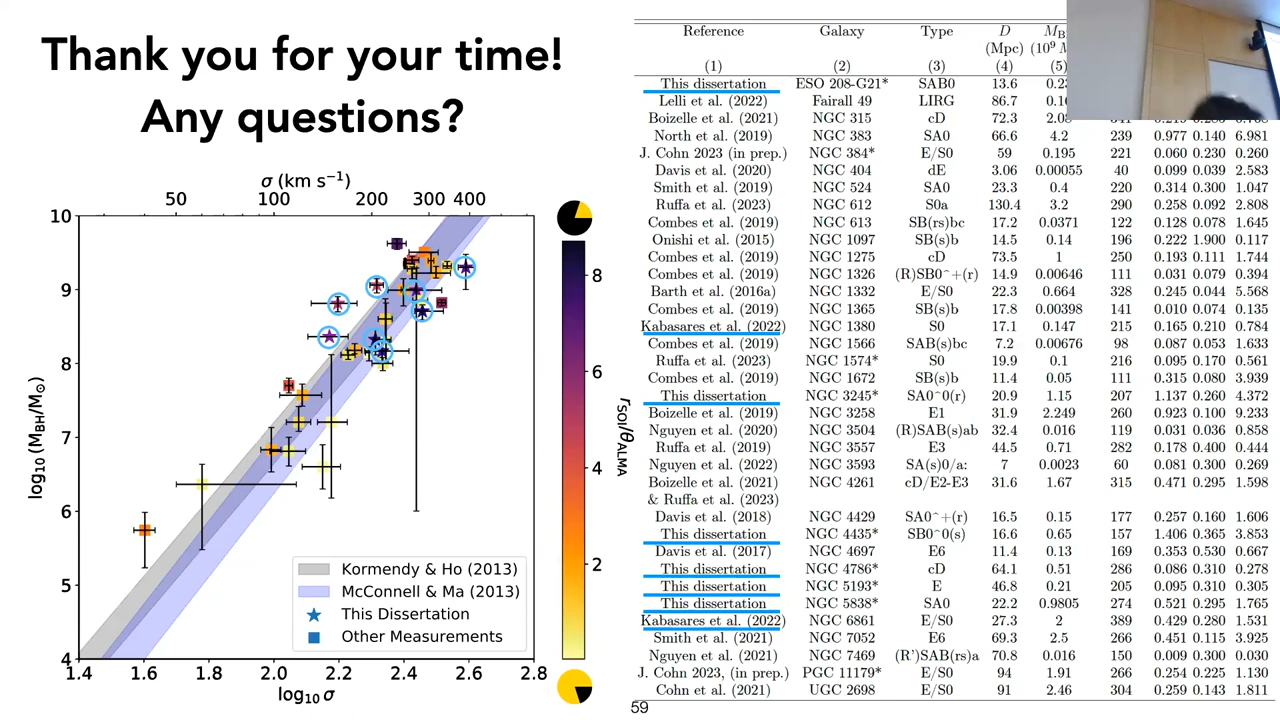 Thank you for your time!
Any questions?
σ (km s⁻¹)
50 100 200 300 400
10
9
8
7
6
5
4
log₁₀ (M_BH/M_⊙)
1.4 1.6 1.8 2.0 2.2 2.4 2.6 2.8
log₁₀ σ
Kormendy & Ho (2013)
McConnell & Ma (2013)
This Dissertation
Other Measurements
8
6
4
2
r_SOI/θ_ALMA
Reference Galaxy Type D
(Mpc) (10⁹
(1) (2) (3) (4) (5)
This dissertation ESO 208-G21* SAB0 13.6
Lelli et al. (2022) Fairall 49 LIRG 86.7
Boizelle et al. (2021) NGC 315 cD 72.3
North et al. (2019) NGC 383 SA0 66.6 4.2 239 0.977 0.140 6.981
J. Cohn 2023 (in prep.) NGC 384* E/S0 59 0.195 221 0.060 0.230 0.260
Davis et al. (2020) NGC 404 dE 3.06 0.00055 40 0.099 0.039 2.583
Smith et al. (2019) NGC 524 SA0 23.3 0.4 220 0.314 0.300 1.047
Ruffa et al. (2023) NGC 612 S0a 130.4 3.2 290 0.258 0.092 2.808
Combes et al. (2019) NGC 613 SB(rs)bc 17.2 0.0371 122 0.128 0.078 1.645
Onishi et al. (2015) NGC 1097 SB(s)b 14.5 0.14 196 0.222 1.900 0.117
Combes et al. (2019) NGC 1275 cD 73.5 1 250 0.193 0.111 1.744
Combes et al. (2019) NGC 1326 (R)SB0^+(r) 14.9 0.00646 111 0.031 0.079 0.394
Barth et al. (2016a) NGC 1332 E/S0 22.3 0.664 328 0.245 0.044 5.568
Combes et al. (2019) NGC 1365 SB(s)b 17.8 0.00398 141 0.010 0.074 0.135
Kabasares et al. (2022) NGC 1380 S0 17.1 0.147 215 0.165 0.210 0.784
Combes et al. (2019) NGC 1566 SAB(s)bc 7.2 0.00676 98 0.087 0.053 1.633
Ruffa et al. (2023) NGC 1574* S0 19.9 0.1 216 0.095 0.170 0.561
Combes et al. (2019) NGC 1672 SB(s)b 11.4 0.05 111 0.315 0.080 3.939
This dissertation NGC 3245* SA0^0(r) 20.9 1.15 207 1.137 0.260 4.372
Boizelle et al. (2019) NGC 3258 E1 31.9 2.249 260 0.923 0.100 9.233
Nguyen et al. (2020) NGC 3504 (R)SAB(s)ab 32.4 0.016 119 0.031 0.036 0.858
Ruffa et al. (2019) NGC 3557 E3 44.5 0.71 282 0.178 0.400 0.444
Nguyen et al. (2022) NGC 3593 SA(s)0/a: 7 0.0023 60 0.081 0.300 0.269
Boizelle et al. (2021) NGC 4261 cD/E2-E3 31.6 1.67 315 0.471 0.295 1.598
& Ruffa et al. (2023)
Davis et al. (2018) NGC 4429 SA0^+(r) 16.5 0.15 177 0.257 0.160 1.606
This dissertation NGC 4435* SB0^0(s) 16.6 0.65 157 1.406 0.365 3.853
Davis et al. (2017) NGC 4697 E6 11.4 0.13 169 0.353 0.530 0.667
This dissertation NGC 4786* cD 64.1 0.51 286 0.086 0.310 0.278
This dissertation NGC 5193* E 46.8 0.21 205 0.095 0.310 0.305
This dissertation NGC 5838* SA0 22.2 0.9805 274 0.521 0.295 1.765
Kabasares et al. (2022) NGC 6861 E/S0 27.3 2 389 0.429 0.280 1.531
Smith et al. (2021) NGC 7052 E6 69.3 2.5 266 0.451 0.115 3.925
Nguyen et al. (2021) NGC 7469 (R')SAB(rs)a 70.8 0.016 150 0.009 0.300 0.030
J. Cohn 2023, (in prep.) PGC 11179* E/S0 94 1.91 266 0.254 0.225 1.130
Cohn et al. (2021) UGC 2698 E/S0 91 2.46 304 0.259 0.143 1.811
59